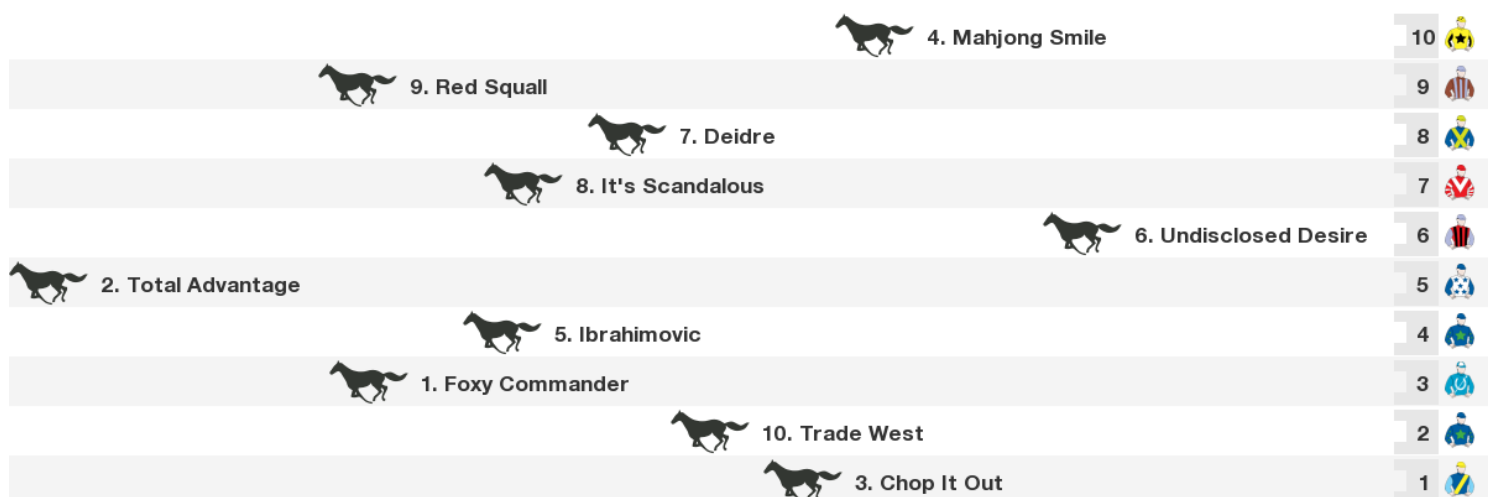 4. Mahjong Smile 10
9. Red Squall 9
7. Deidre 8
8. It's Scandalous 7
6. Undisclosed Desire 6
2. Total Advantage 5
5. Ibrahimovic 4
1. Foxy Commander 3
10. Trade West 2
3. Chop It Out 1